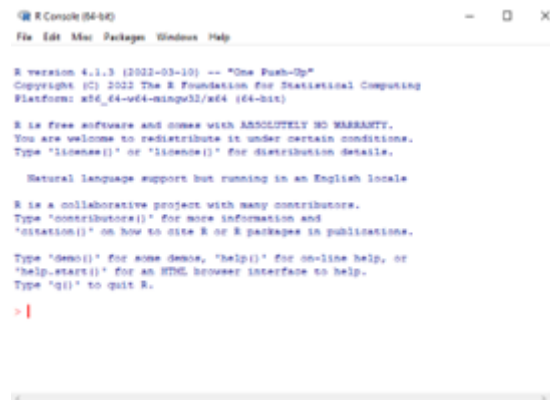 R Console (64-bit)
File Edit Misc Packages Windows Help
R version 4.1.3 (2022-03-10) -- "One Push-Up"
Copyright (C) 2022 The R Foundation for Statistical Computing
Platform: x86_64-w64-mingw32/x64 (64-bit)
R is free software and comes with ABSOLUTELY NO WARRANTY.
You are welcome to redistribute it under certain conditions.
Type 'license()' or 'licence()' for distribution details.
Natural language support but running in an English locale
R is a collaborative project with many contributors.
Type 'contributors()' for more information and
'citation()' on how to cite R or R packages in publications.
Type 'demo()' for some demos, 'help()' for on-line help, or
'help.start()' for an HTML browser interface to help.
Type 'q()' to quit R.
>